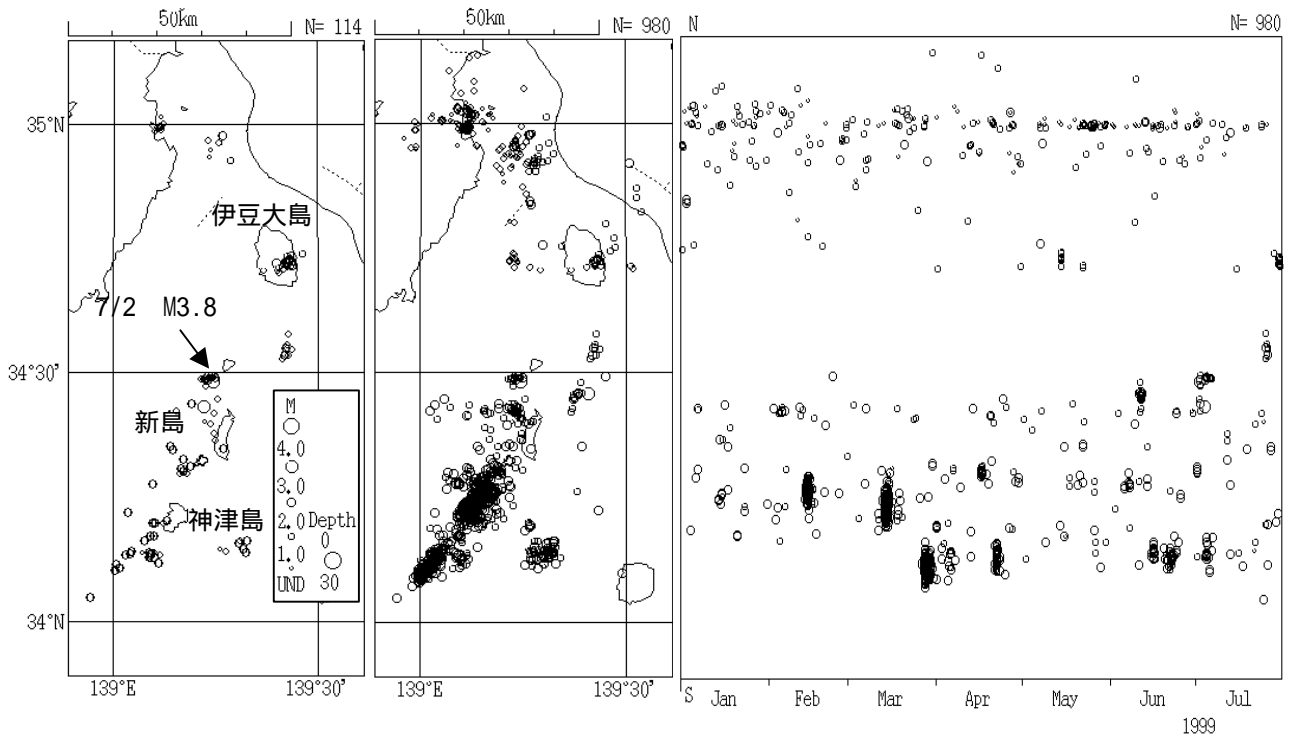 50km
N= 114
50km
N= 980
N
N= 980
35°N
伊豆大島
7/2 M3.8
34°30'
新島
神津島
M
4.0
3.0
2.0 Depth
0
1.0
UND 30
34°N
139°E
139°30'
139°E
139°30'
S
Jan
Feb
Mar
Apr
May
Jun
Jul
1999